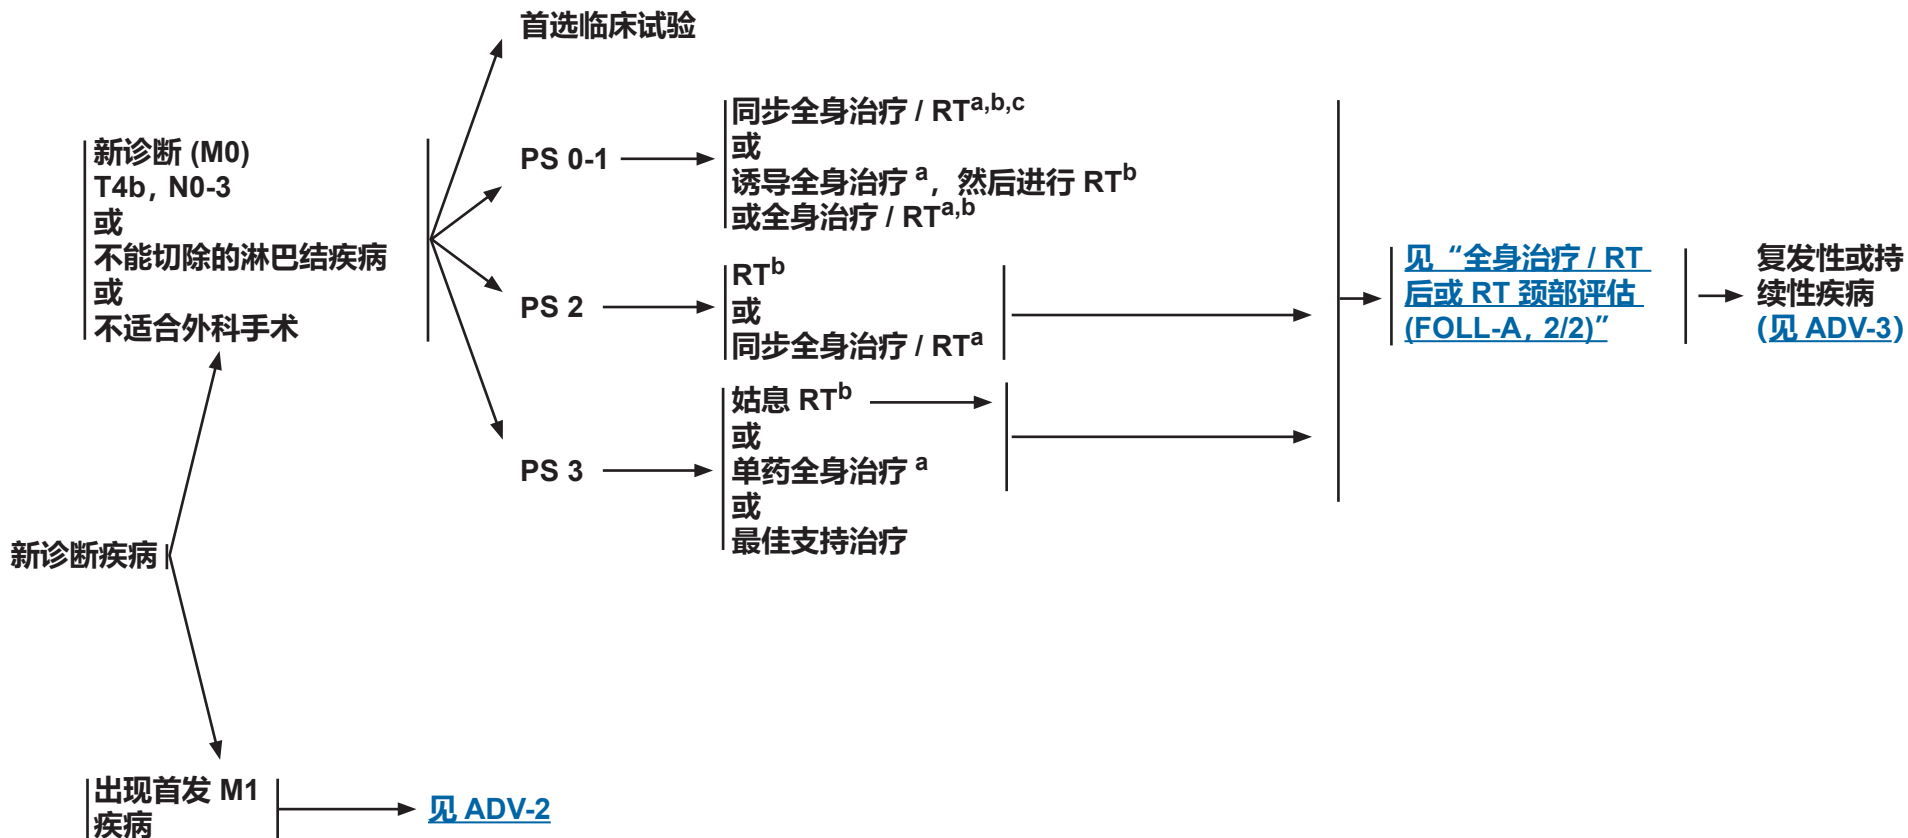 首选临床试验
新诊断 (M0)
T4b, N0-3
或
不能切除的淋巴结疾病
或
不适合外科手术
PS 0-1
同步全身治疗 / RTa,b,c
或
诱导全身治疗 a, 然后进行 RTb
或全身治疗 / RTa,b
PS 2
RTb
或
同步全身治疗 / RTa
PS 3
姑息 RTb
或
单药全身治疗 a
或
最佳支持治疗
见“全身治疗 / RT
后或 RT 颈部评估
(FOLL-A, 2/2)”
复发性或持
续性疾病
(见 ADV-3)
新诊断疾病
出现首发 M1
疾病
见 ADV-2